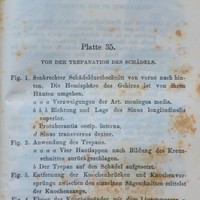 Platte 35.
VON DER TREPANATION DES SCHÄDELS.
Fig. 1. Senkrechter Schädeldurchschnitt von vorne nach hin-
ten. Die Hemisphäre des Gehirns ist von ihren
Häuten umgeben.
a a a Verzweigungen der Art. meningea media.
b b b Richtung und Lage des Sinus longitudinalis
superior.
c Protuberantia occip. interna.
d Sinus transversus dexter.
Fig. 2. Anwendung des Trepans.
a a a a Vier Hautlappen nach Bildung des Kreuz-
schnittes zurückgeschlagen.
b Der Trepan auf den Schädel aufgesetzt.
Fig. 3. Entfernung der Knochenbrücken und Knochenvor-
sprünge zwischen den einzelnen Sägeschnitten mittelst
der Knochenzange.
Fig. 4.